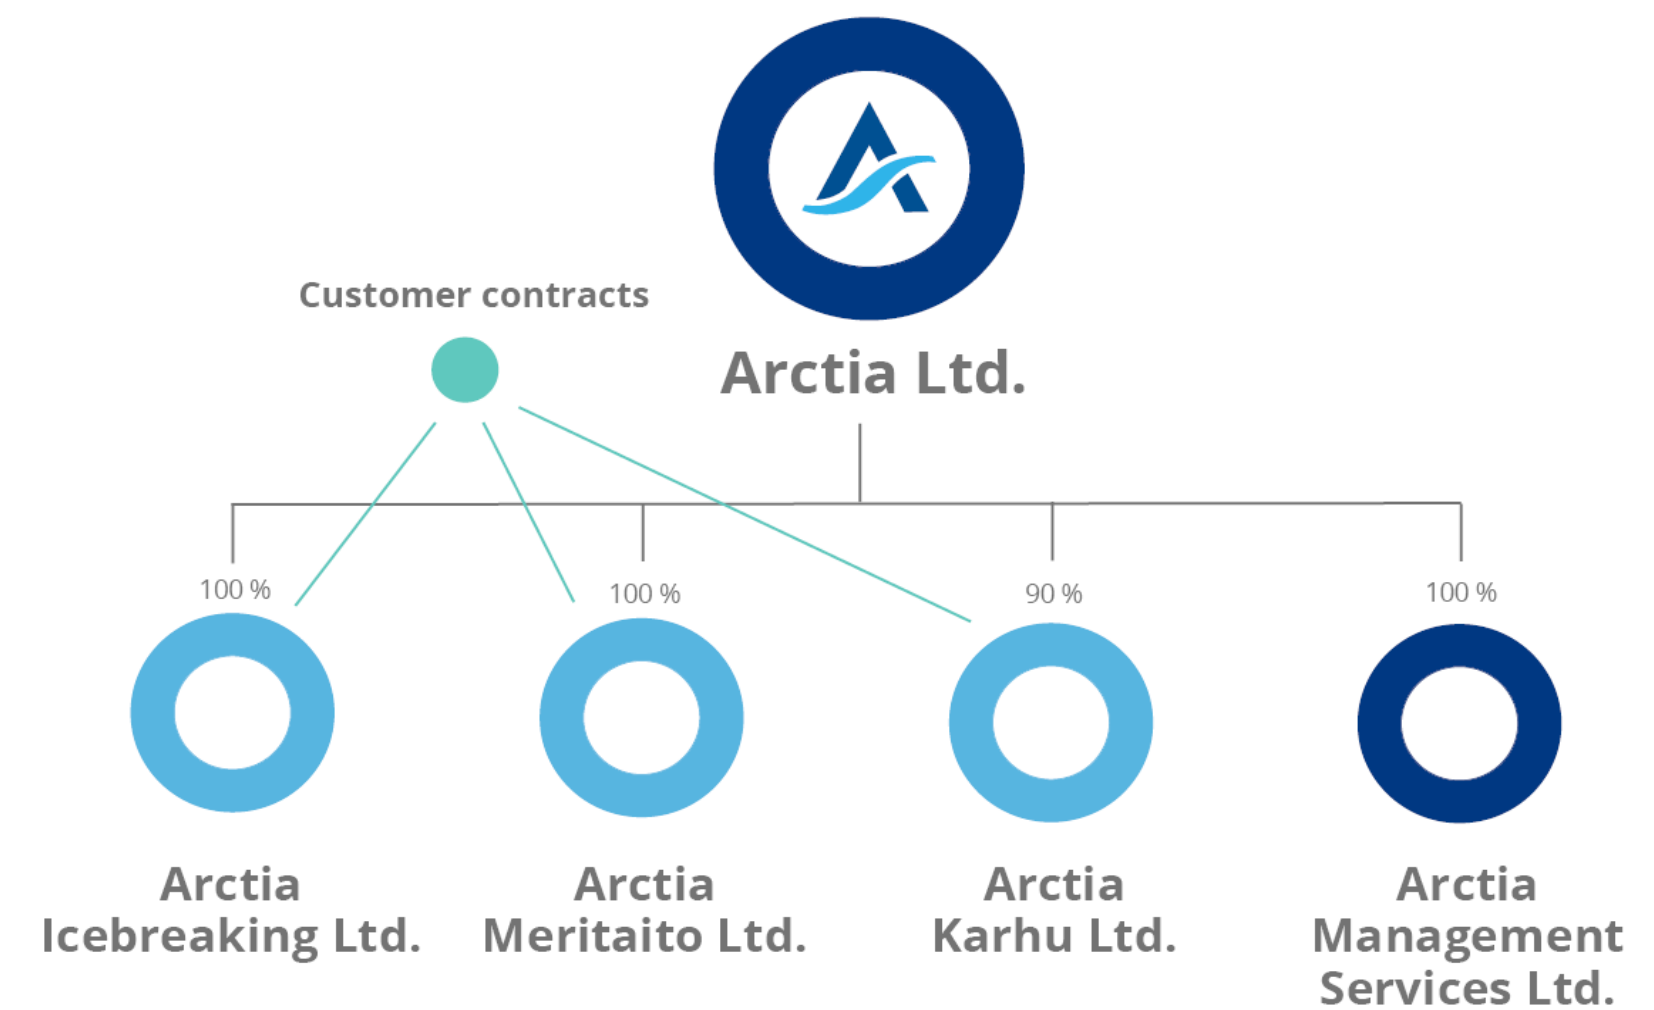 Customer contracts
Arctia Ltd.
100 %
100 %
90 %
100 %
Arctia
Icebreaking Ltd.
Arctia
Meritaito Ltd.
Arctia
Karhu Ltd.
Arctia
Management
Services Ltd.